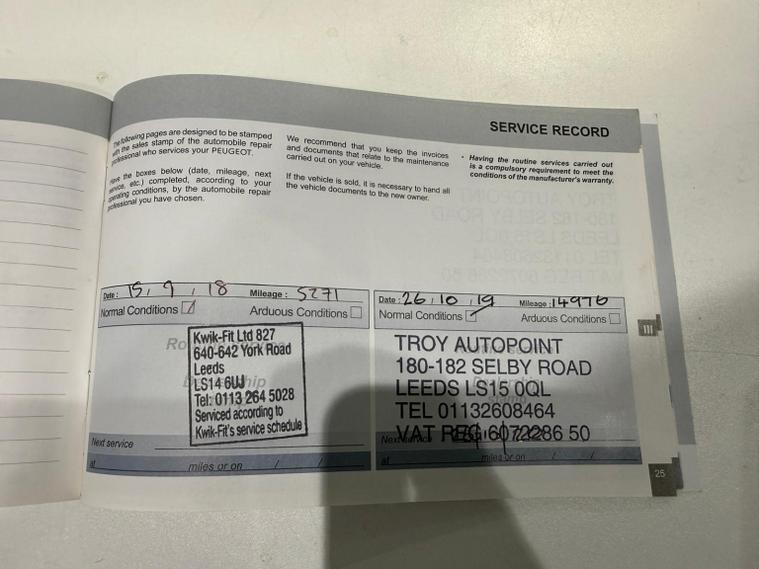 SERVICE RECORD
The following pages are designed to be stamped
with the sales stamp of the automobile repair
professional who services your PEUGEOT.
Have the boxes below (date, mileage, next
service, etc.) completed, according to your
operating conditions, by the automobile repair
professional you have chosen.
We recommend that you keep the invoices
and documents that relate to the maintenance
carried out on your vehicle.
If the vehicle is sold, it is necessary to hand all
the vehicle documents to the new owner.
• Having the routine services carried out
is a compulsory requirement to meet the
conditions of the manufacturer's warranty.
Date : 15 / 9 / 18 Mileage : 5271
Normal Conditions Arduous Conditions
Kwik-Fit Ltd 827
640-642 York Road
Leeds
LS14 6UJ
Tel: 0113 264 5028
Serviced according to
Kwik-Fit's service schedule
Next service
at miles or on / /
Date : 26 / 10 / 19 Mileage : 14976
Normal Conditions Arduous Conditions
TROY AUTOPOINT
180-182 SELBY ROAD
LEEDS LS15 0QL
TEL 01132608464
VAT REG 6072286 50
Next service
at miles or on / /
III
25